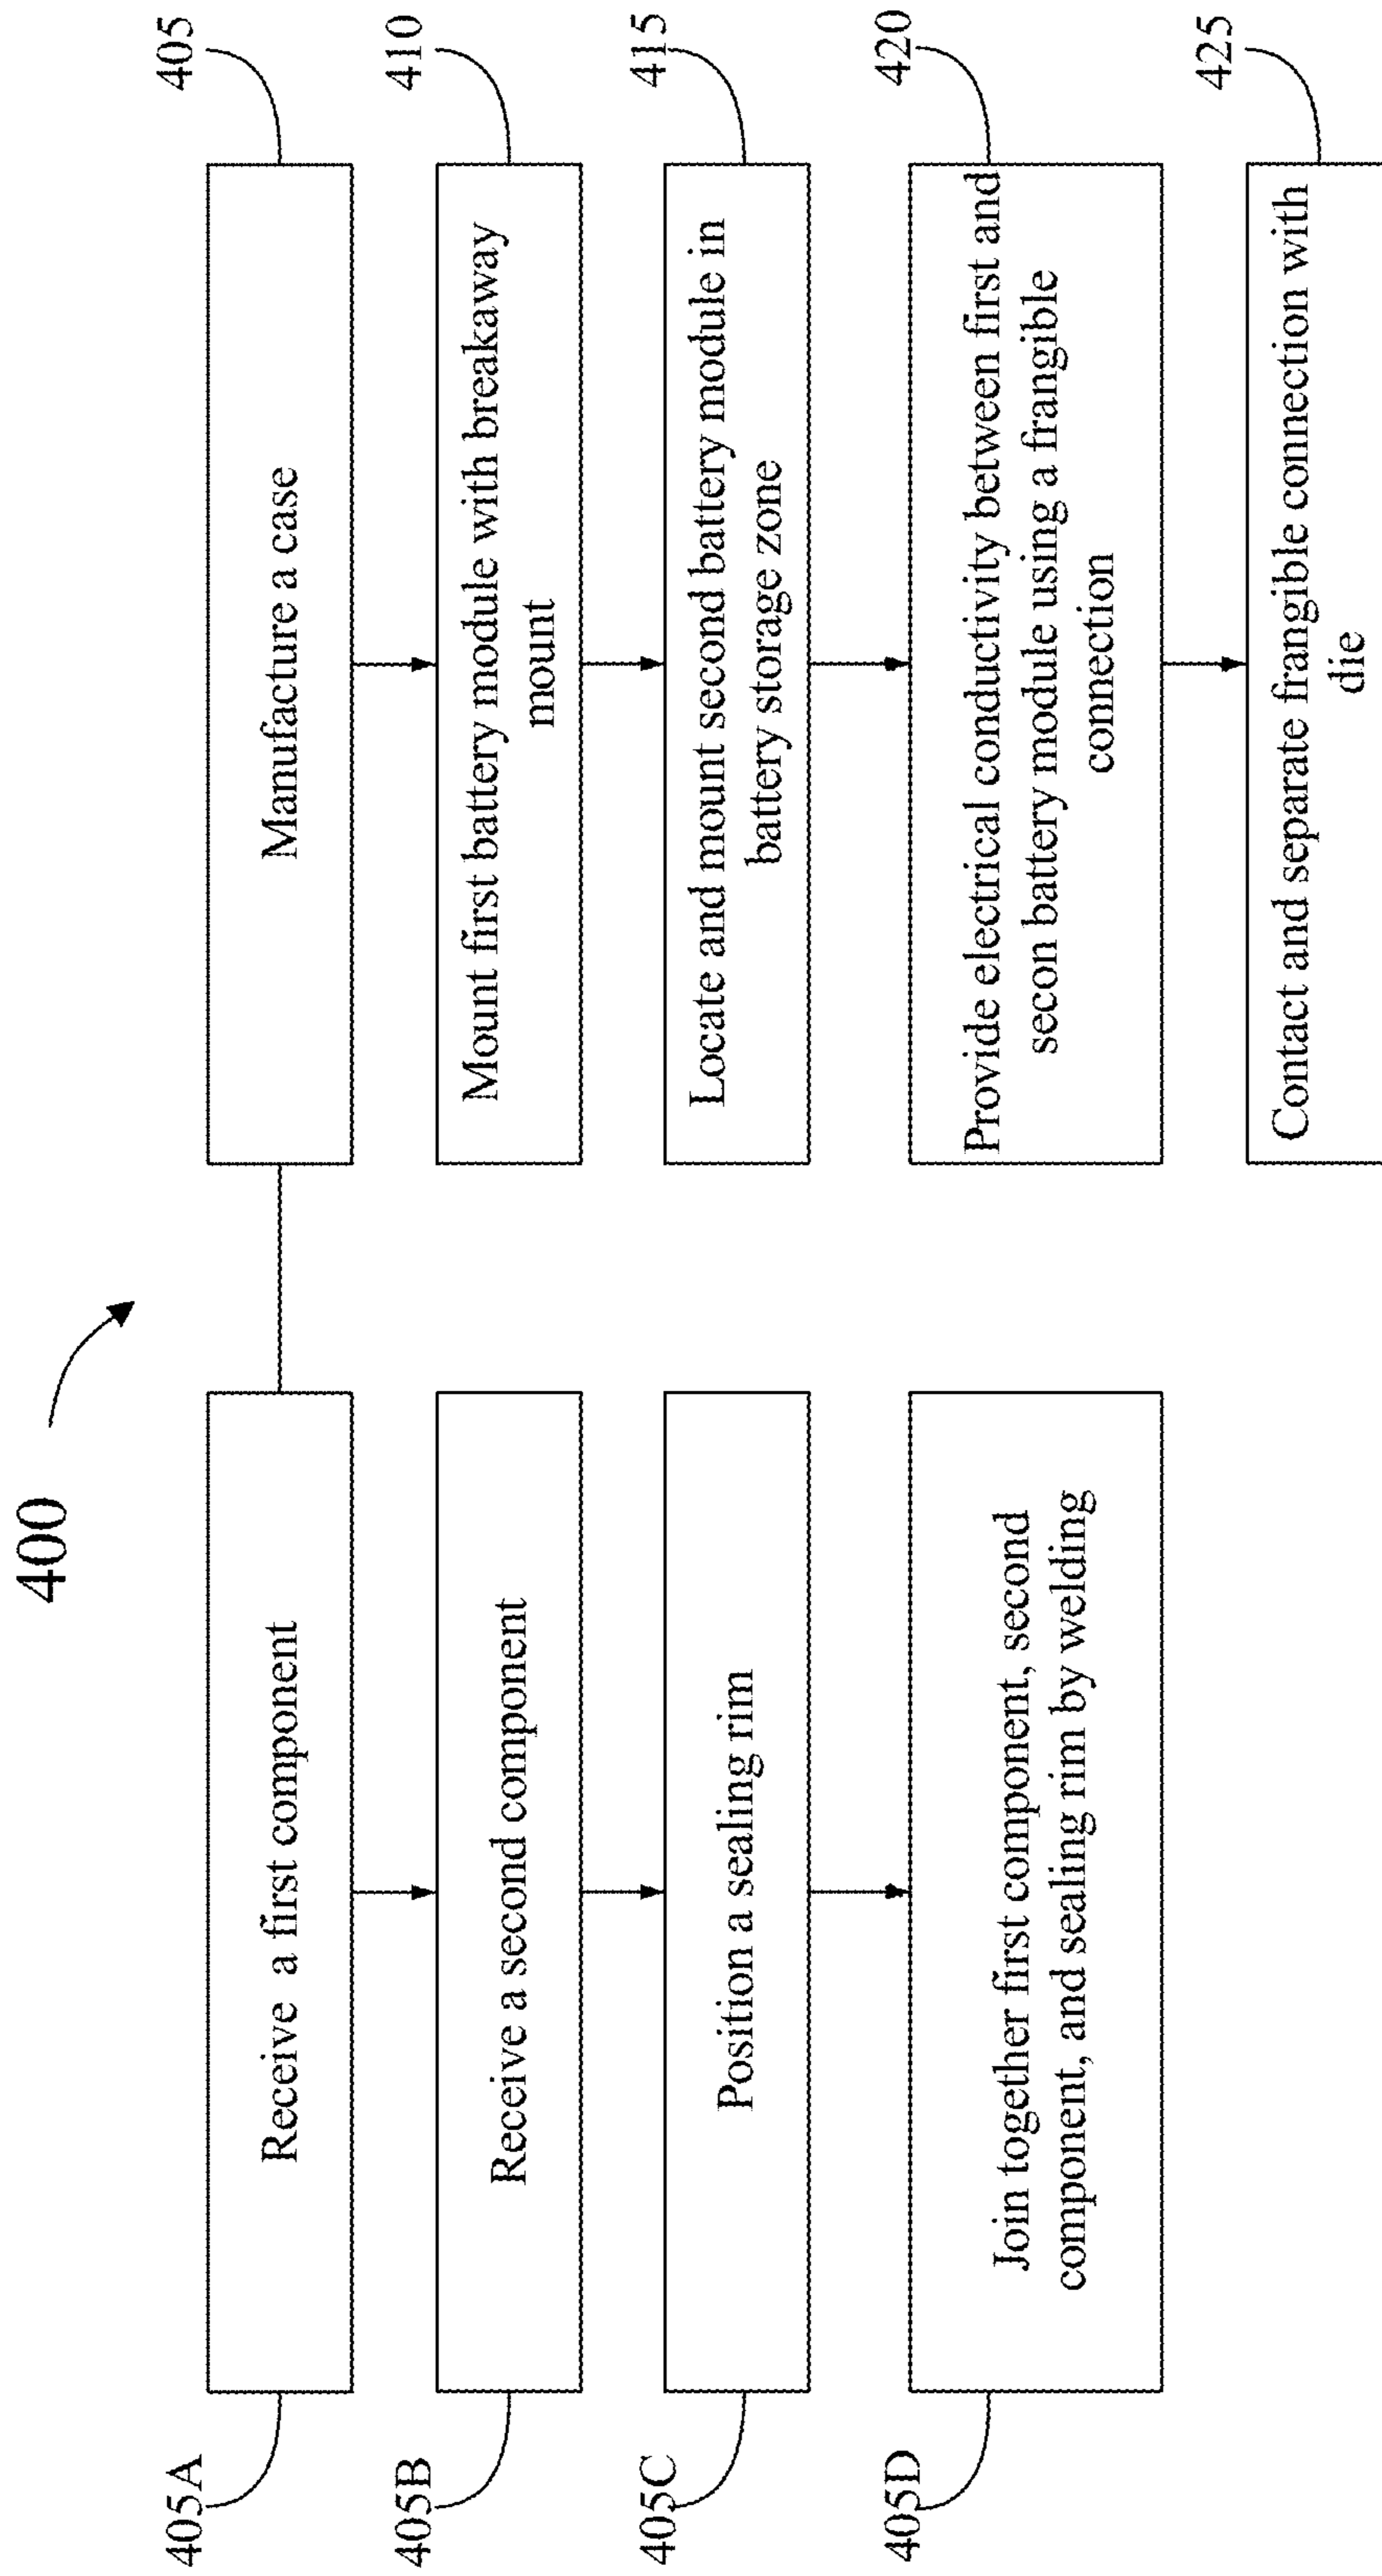 400
405A
Receive a first component
405B
Receive a second component
405C
Position a sealing rim
405D
Join together first component, second
component, and sealing rim by welding
405
Manufacture a case
410
Mount first battery module with breakaway
mount
415
Locate and mount second battery module in
battery storage zone
420
Provide electrical conductivity between first and
secon battery module using a frangible
connection
425
Contact and separate frangible connection with
die